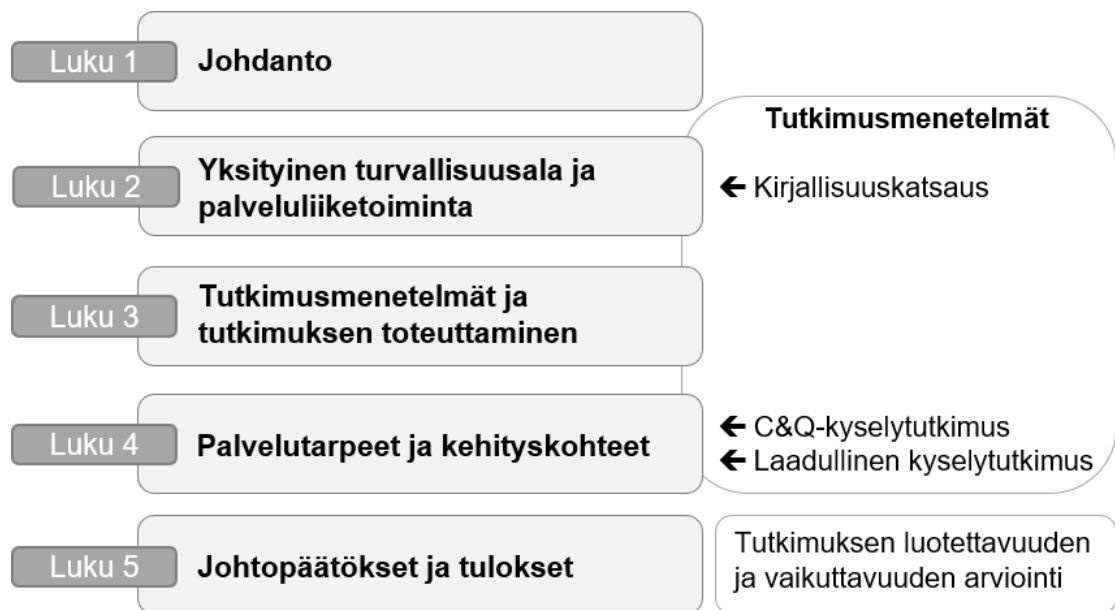 Luku 1
Johdanto
Tutkimusmenetelmät
Luku 2
Yksityinen turvallisuusala ja
palveluliiketoiminta
← Kirjallisuuskatsaus
Luku 3
Tutkimusmenetelmät ja
tutkimuksen toteuttaminen
Luku 4
Palvelutarpeet ja kehityskohteet
← C&Q-kyselytutkimus
← Laadullinen kyselytutkimus
Luku 5
Johtopäätökset ja tulokset
Tutkimuksen luotettavuuden
ja vaikuttavuuden arviointi